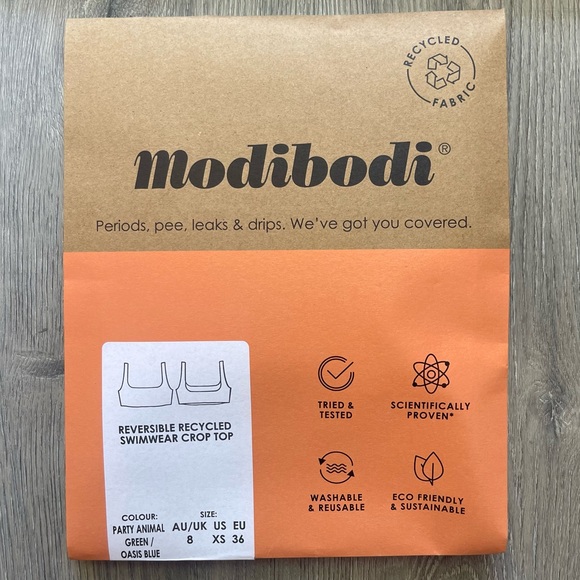 RECYCLED
FABRIC
Modibodi®
Periods, pee, leaks & drips. We've got you covered.
TRIED &
TESTED
SCIENTIFICALLY
PROVEN*
WASHABLE
& REUSABLE
ECO FRIENDLY
& SUSTAINABLE
REVERSIBLE RECYCLED
SWIMWEAR CROP TOP
COLOUR:
PARTY ANIMAL
GREEN /
OASIS BLUE
SIZE:
AU/UK US EU
8 XS 36